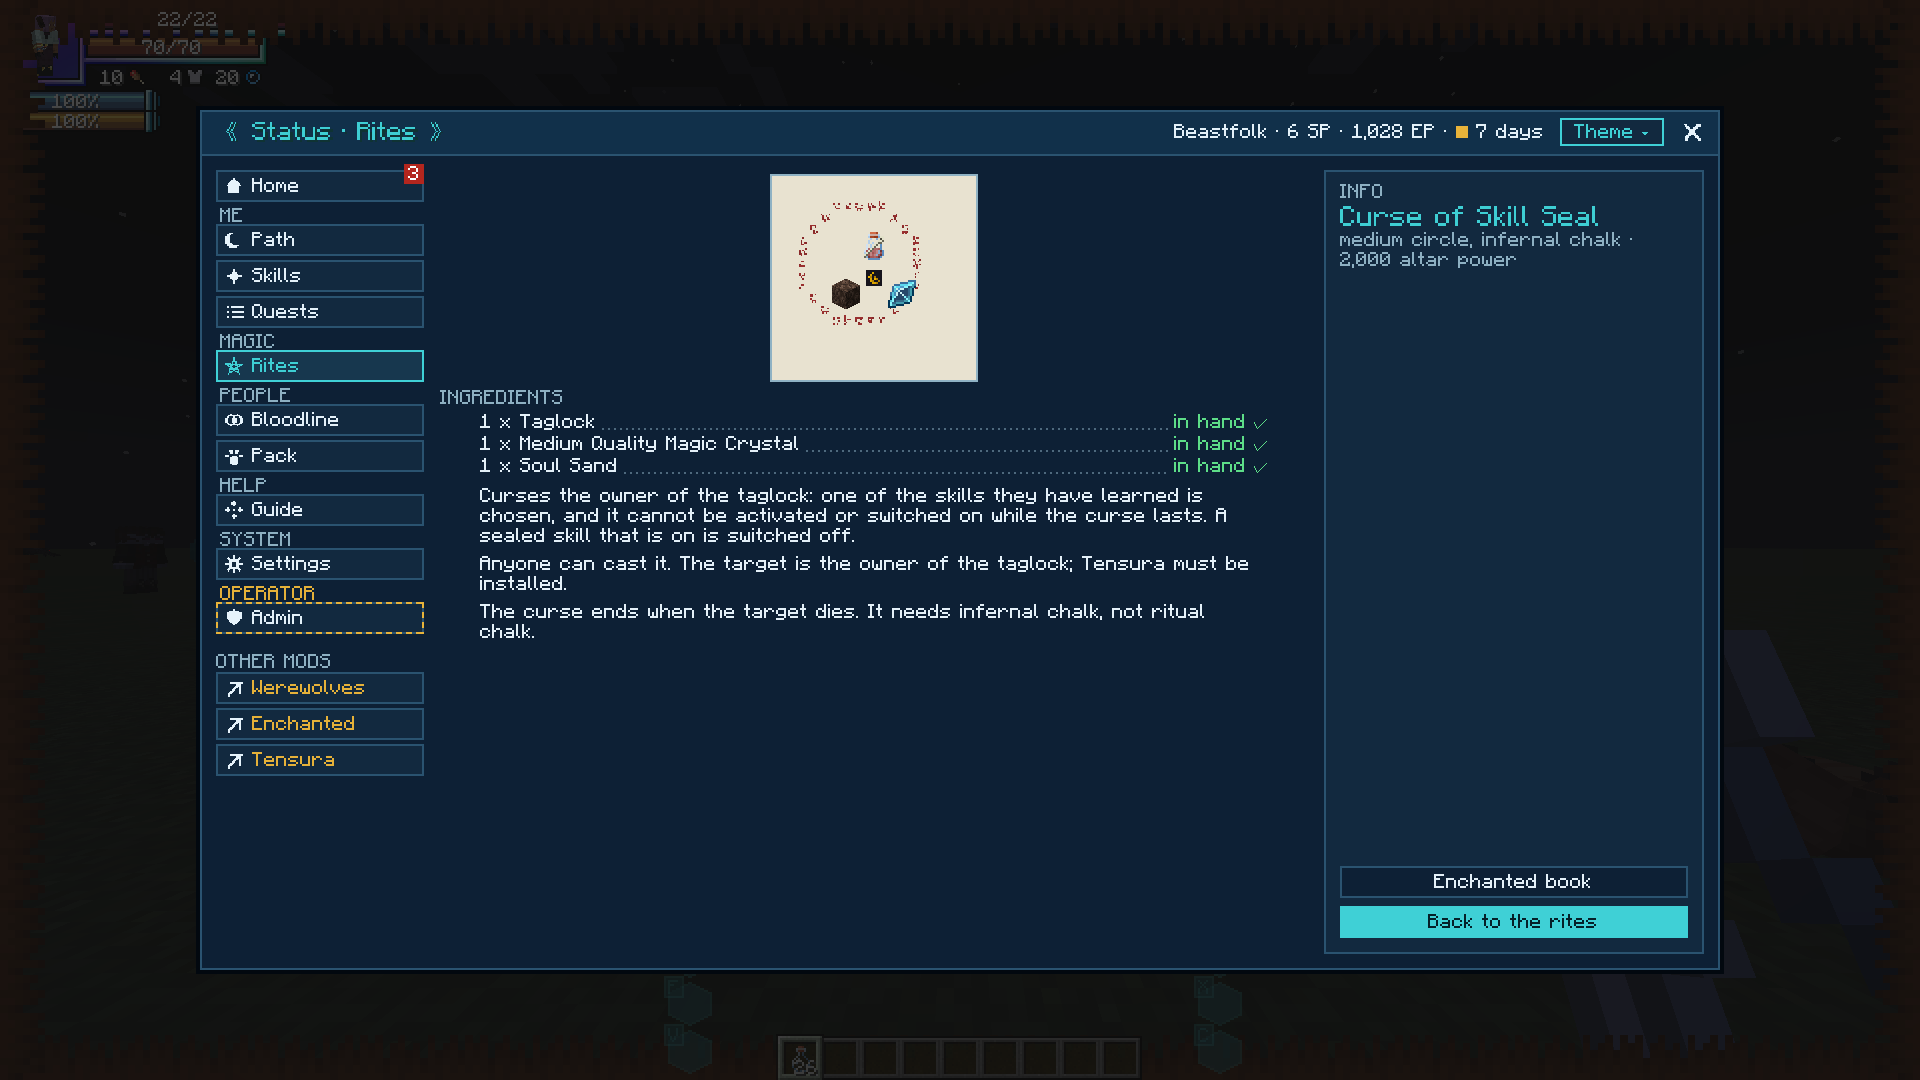 22/22
70/70
10 4 20
100%
100%
《 Status · Rites 》
Beastfolk · 6 SP · 1,028 EP · 7 days
Theme
Home
3
ME
Path
Skills
Quests
MAGIC
Rites
PEOPLE
Bloodline
Pack
HELP
Guide
SYSTEM
Settings
OPERATOR
Admin
OTHER MODS
Werewolves
Enchanted
Tensura
INGREDIENTS
1 x Taglock in hand ✓
1 x Medium Quality Magic Crystal in hand ✓
1 x Soul Sand in hand ✓
Curses the owner of the taglock: one of the skills they have learned is
chosen, and it cannot be activated or switched on while the curse lasts. A
sealed skill that is on is switched off.
Anyone can cast it. The target is the owner of the taglock; Tensura must be
installed.
The curse ends when the target dies. It needs infernal chalk, not ritual
chalk.
INFO
Curse of Skill Seal
medium circle, infernal chalk ·
2,000 altar power
Enchanted book
Back to the rites
F
V
X
C
26